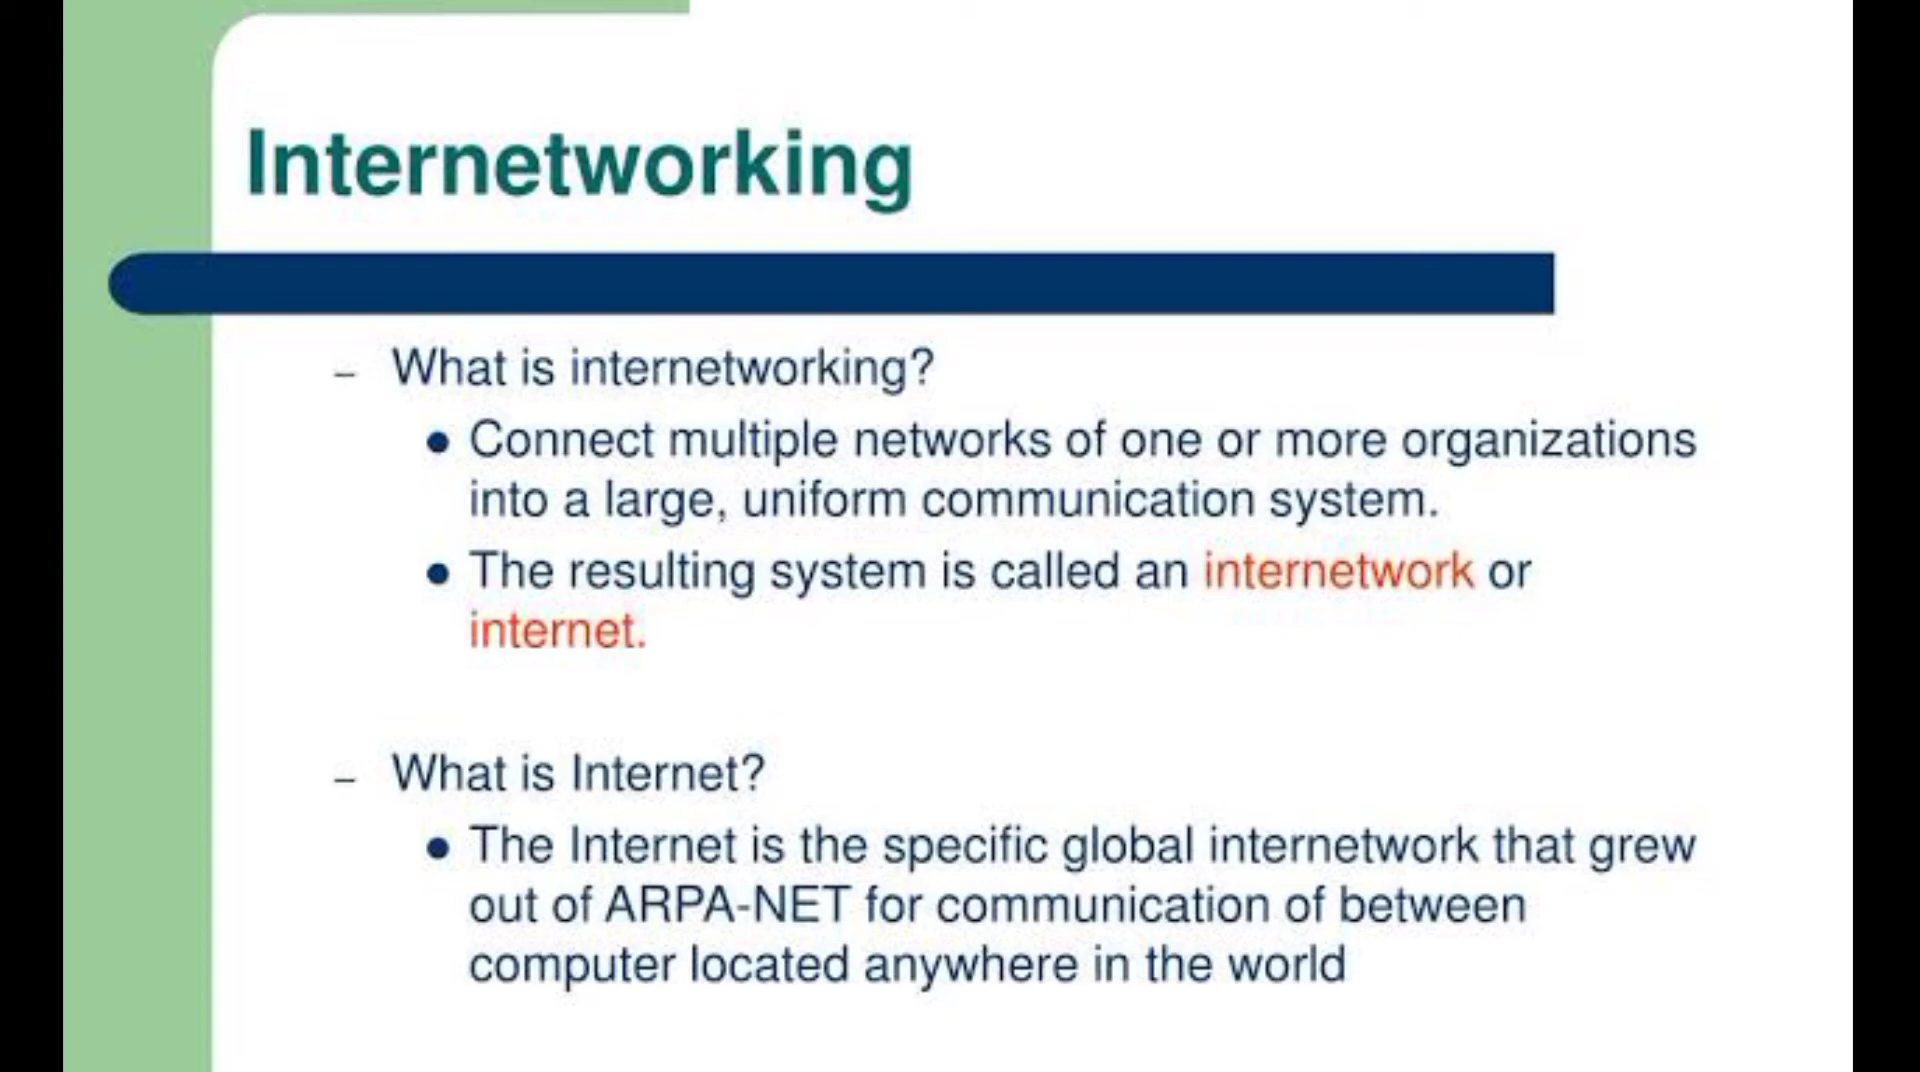 Internetworking
– What is internetworking?
● Connect multiple networks of one or more organizations
into a large, uniform communication system.
● The resulting system is called an internetwork or
internet.
– What is Internet?
● The Internet is the specific global internetwork that grew
out of ARPA-NET for communication of between
computer located anywhere in the world